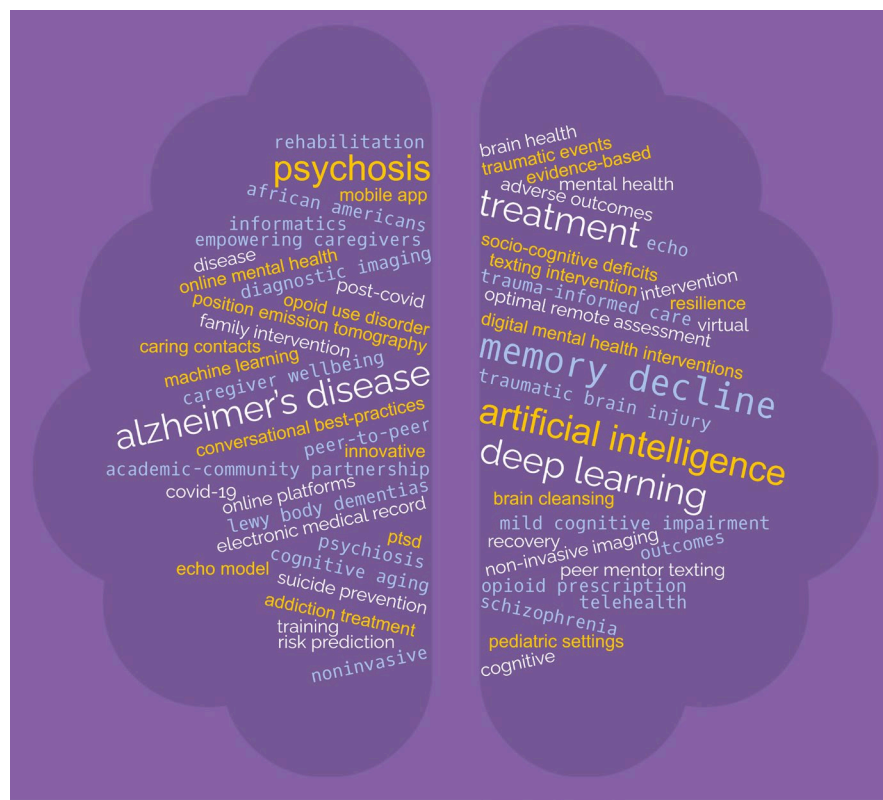 rehabilitation
psychosis
mobile app
african americans
informatics
empowering caregivers
disease
online mental health
diagnostic imaging
post-covid
opoid use disorder
position emission tomography
family intervention
caring contacts
machine learning
caregiver wellbeing
alzheimer's disease
conversational best-practices
peer-to-peer
innovative
academic-community partnership
covid-19
online platforms
lewy body dementias
electronic medical record
ptsd
psychiosis
cognitive aging
echo model
suicide prevention
addiction treatment
training
risk prediction
noninvasive
brain health
traumatic events
evidence-based
mental health
adverse outcomes
treatment
echo
socio-cognitive deficits
texting intervention
intervention
trauma-informed care
resilience
optimal remote assessment
virtual
digital mental health interventions
memory decline
traumatic brain injury
artificial intelligence
deep learning
brain cleansing
mild cognitive impairment
recovery
non-invasive imaging
outcomes
peer mentor texting
opioid prescription
telehealth
schizophrenia
pediatric settings
cognitive